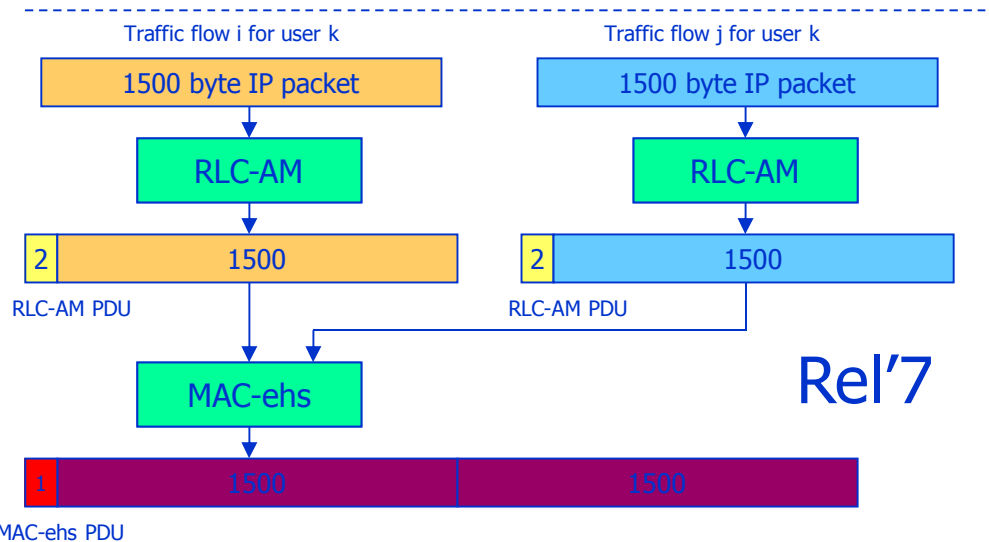 Traffic flow i for user k
Traffic flow j for user k
1500 byte IP packet
1500 byte IP packet
RLC-AM
RLC-AM
2
1500
2
1500
RLC-AM PDU
RLC-AM PDU
MAC-ehs
Rel’7
1
1500
1500
MAC-ehs PDU